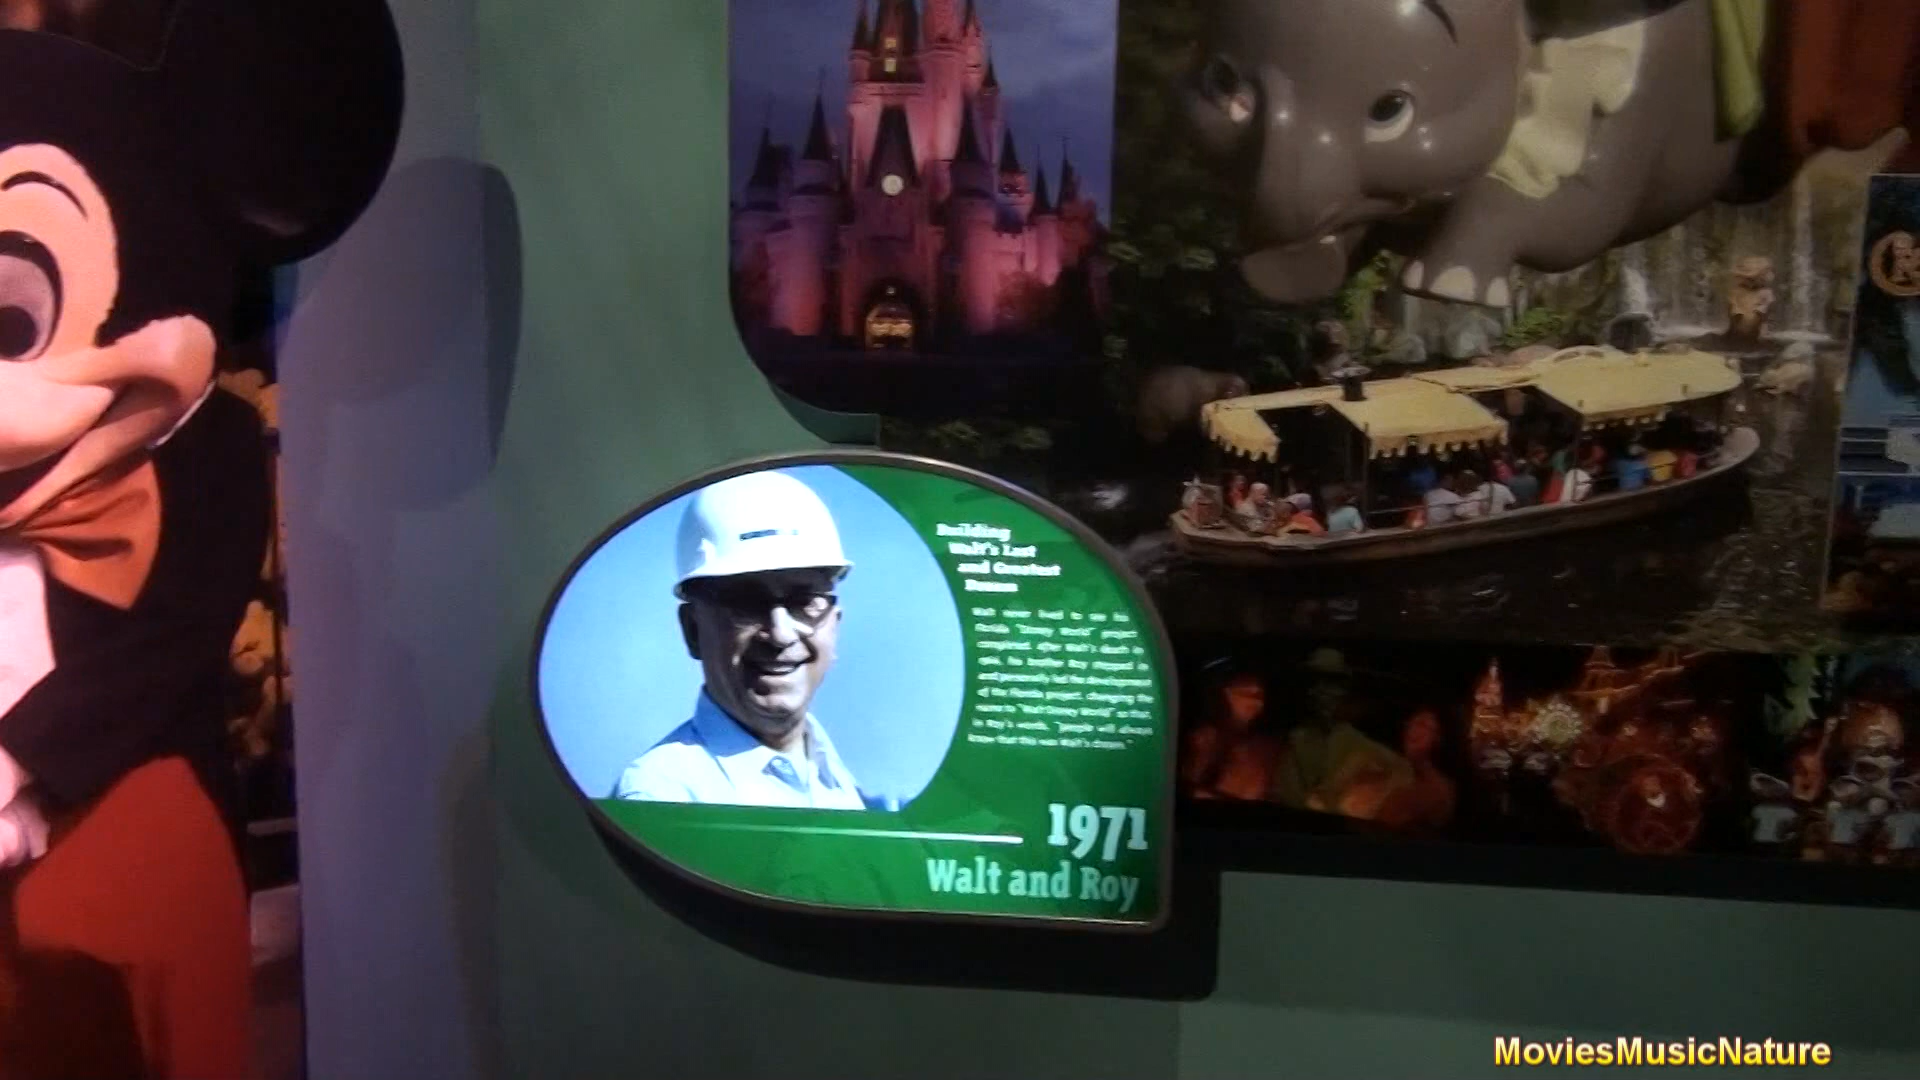 Building
Walt's Last
and Greatest
Dream
Walt never lived to see his
Florida "Disney World" project
completed. After Walt's death in
1966, his brother Roy stepped in
and personally led the development
of the Florida project, changing the
name to "Walt Disney World" so that,
in Roy's words, "people will always
know that this was Walt's dream."
1971
Walt and Roy
MoviesMusicNature